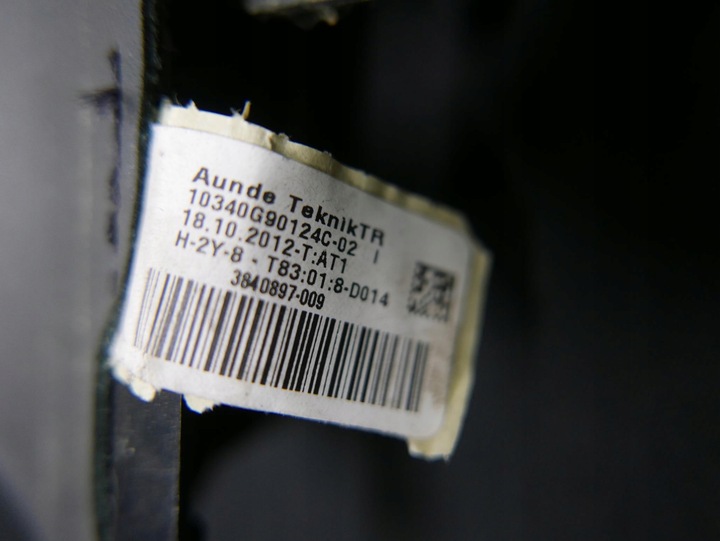 Aunde TeknikTR
10340G90124C-02 I
18.10.2012-T:AT1
H-2Y-8 - T83:01:8-D014
3840897-009